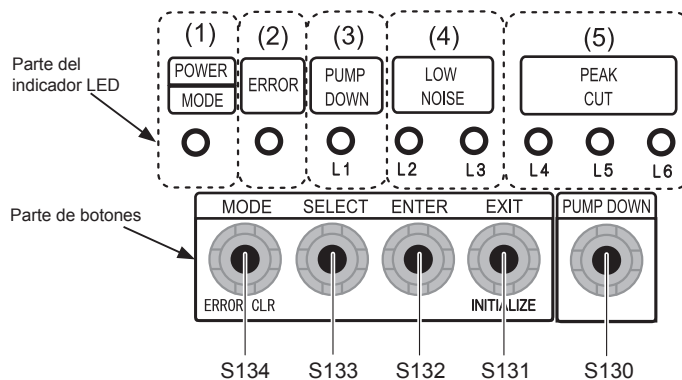 (1) (2) (3) (4) (5)
Parte del
indicador LED
POWER
MODE
ERROR
PUMP
DOWN
LOW
NOISE
PEAK
CUT
L1 L2 L3 L4 L5 L6
Parte de botones
MODE SELECT ENTER EXIT PUMP DOWN
ERROR CLR INITIALIZE
S134 S133 S132 S131 S130